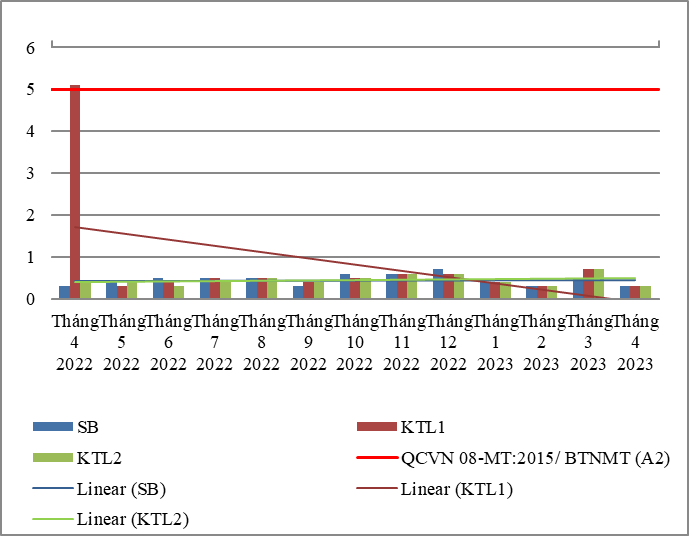 6
5
4
3
2
1
0
Tháng Tháng Tháng Tháng Tháng Tháng Tháng Tháng Tháng Tháng Tháng Tháng Tháng
4 5 6 7 8 9 10 11 12 1 2 3 4
2022 2022 2022 2022 2022 2022 2022 2022 2022 2023 2023 2023 2023
SB KTL1
KTL2 QCVN 08-MT:2015/ BTNMT (A2)
Linear (SB) Linear (KTL1)
Linear (KTL2)